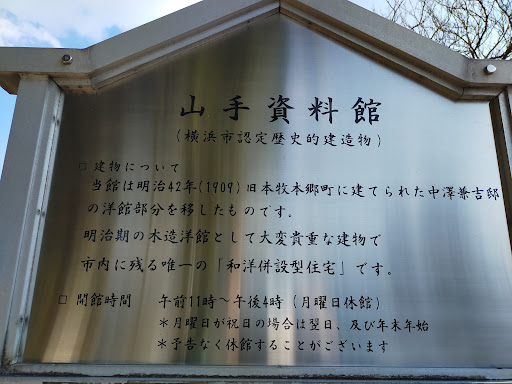 山手資料館
(横浜市認定歴史的建造物)
□ 建物について
当館は明治42年(1909)旧本牧本郷町に建てられた中澤兼吉邸
の洋館部分を移したものです.
明治期の木造洋館として大変貴重な建物で
市内に残る唯一の「和洋併設型住宅」です。
□ 開館時間 午前11時～午後4時 (月曜日休館)
＊月曜日が祝日の場合は翌日、及び年末年始
＊予告なく休館することがございます